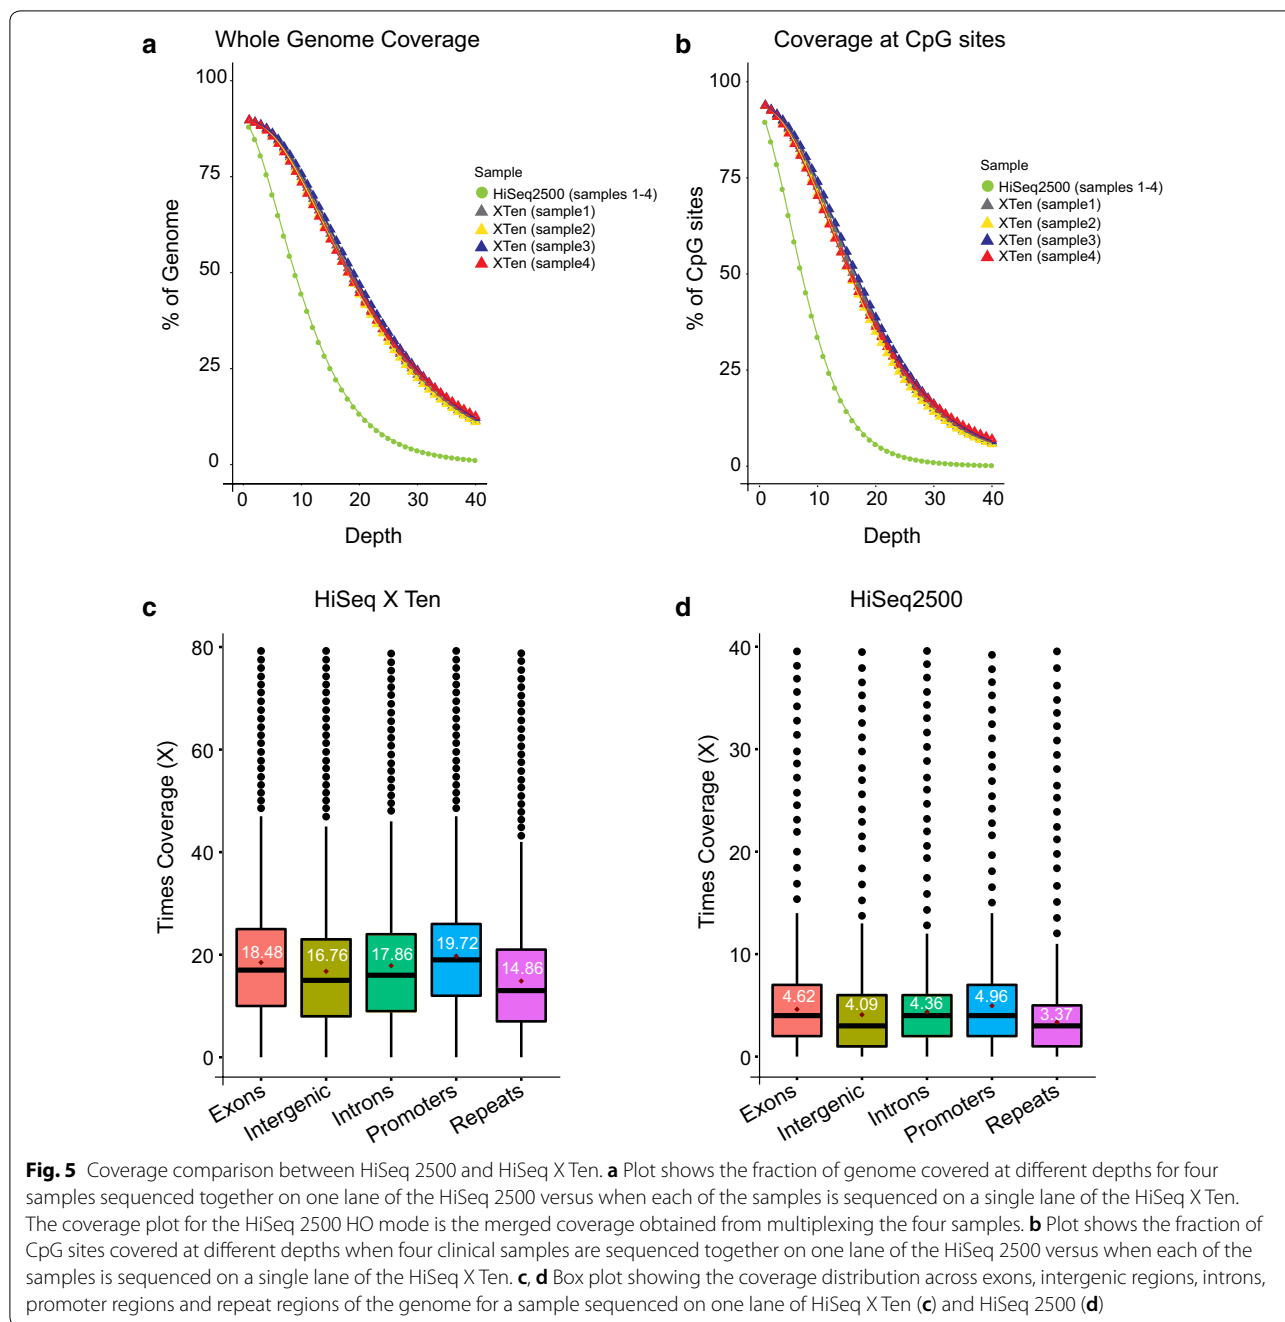 a Whole Genome Coverage
100
75
50
25
0
% of Genome
0 10 20 30 40
Depth
Sample
HiSeq2500 (samples 1-4)
XTen (sample1)
XTen (sample2)
XTen (sample3)
XTen (sample4)
b Coverage at CpG sites
100
75
50
25
0
% of CpG sites
0 10 20 30 40
Depth
Sample
HiSeq2500 (samples 1-4)
XTen (sample1)
XTen (sample2)
XTen (sample3)
XTen (sample4)
c HiSeq X Ten
80
60
40
20
0
Times Coverage (X)
18.48 16.76 17.86 19.72 14.86
Exons Intergenic Introns Promoters Repeats
d HiSeq2500
40
30
20
10
0
Times Coverage (X)
4.62 4.09 4.36 4.96 3.37
Exons Intergenic Introns Promoters Repeats
Fig. 5 Coverage comparison between HiSeq 2500 and HiSeq X Ten. a Plot shows the fraction of genome covered at different depths for four
samples sequenced together on one lane of the HiSeq 2500 versus when each of the samples is sequenced on a single lane of the HiSeq X Ten.
The coverage plot for the HiSeq 2500 HO mode is the merged coverage obtained from multiplexing the four samples. b Plot shows the fraction of
CpG sites covered at different depths when four clinical samples are sequenced together on one lane of the HiSeq 2500 versus when each of the
samples is sequenced on a single lane of the HiSeq X Ten. c, d Box plot showing the coverage distribution across exons, intergenic regions, introns,
promoter regions and repeat regions of the genome for a sample sequenced on one lane of HiSeq X Ten (c) and HiSeq 2500 (d)